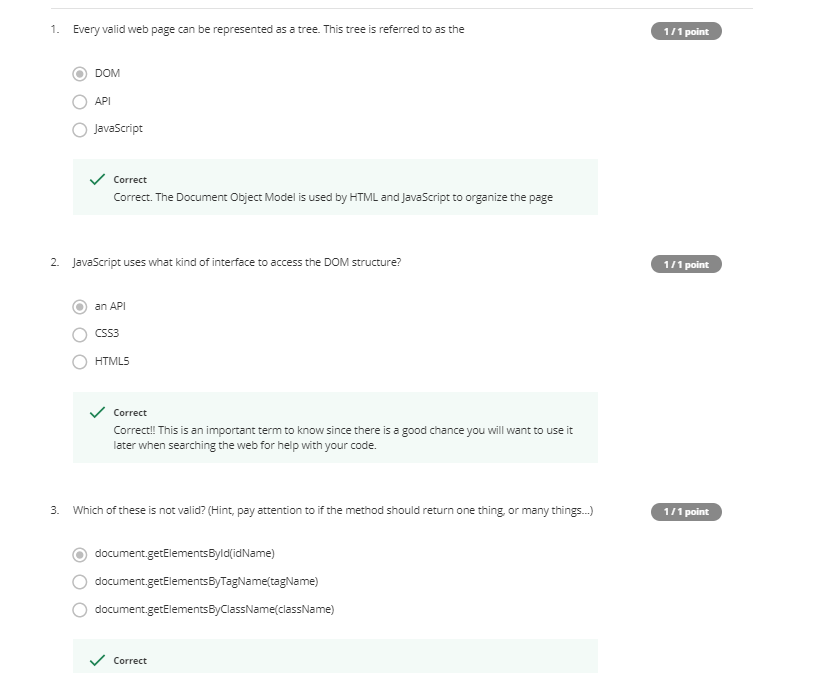 1. Every valid web page can be represented as a tree. This tree is referred to as the
1 / 1 point
DOM
API
JavaScript
Correct
Correct. The Document Object Model is used by HTML and JavaScript to organize the page
2. JavaScript uses what kind of interface to access the DOM structure?
1 / 1 point
an API
CSS3
HTML5
Correct
Correct!! This is an important term to know since there is a good chance you will want to use it
later when searching the web for help with your code.
3. Which of these is not valid? (Hint, pay attention to if the method should return one thing, or many things...)
1 / 1 point
document.getElementsById(idName)
document.getElementsByTagName(tagName)
document.getElementsByClassName(className)
Correct